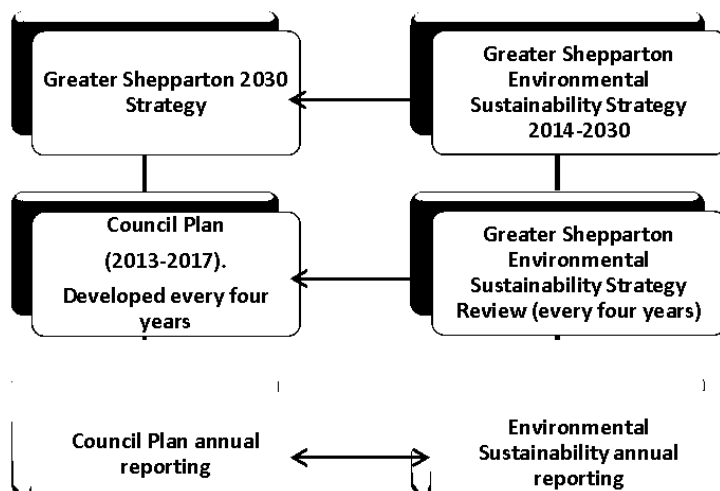 Greater Shepparton 2030
Strategy
Greater Shepparton
Environmental
Sustainability Strategy
2014-2030
Council Plan
(2013-2017).
Developed every four
years
Greater Shepparton
Environmental
Sustainability Strategy
Review (every four years)
Council Plan annual
reporting
Environmental
Sustainability annual
reporting